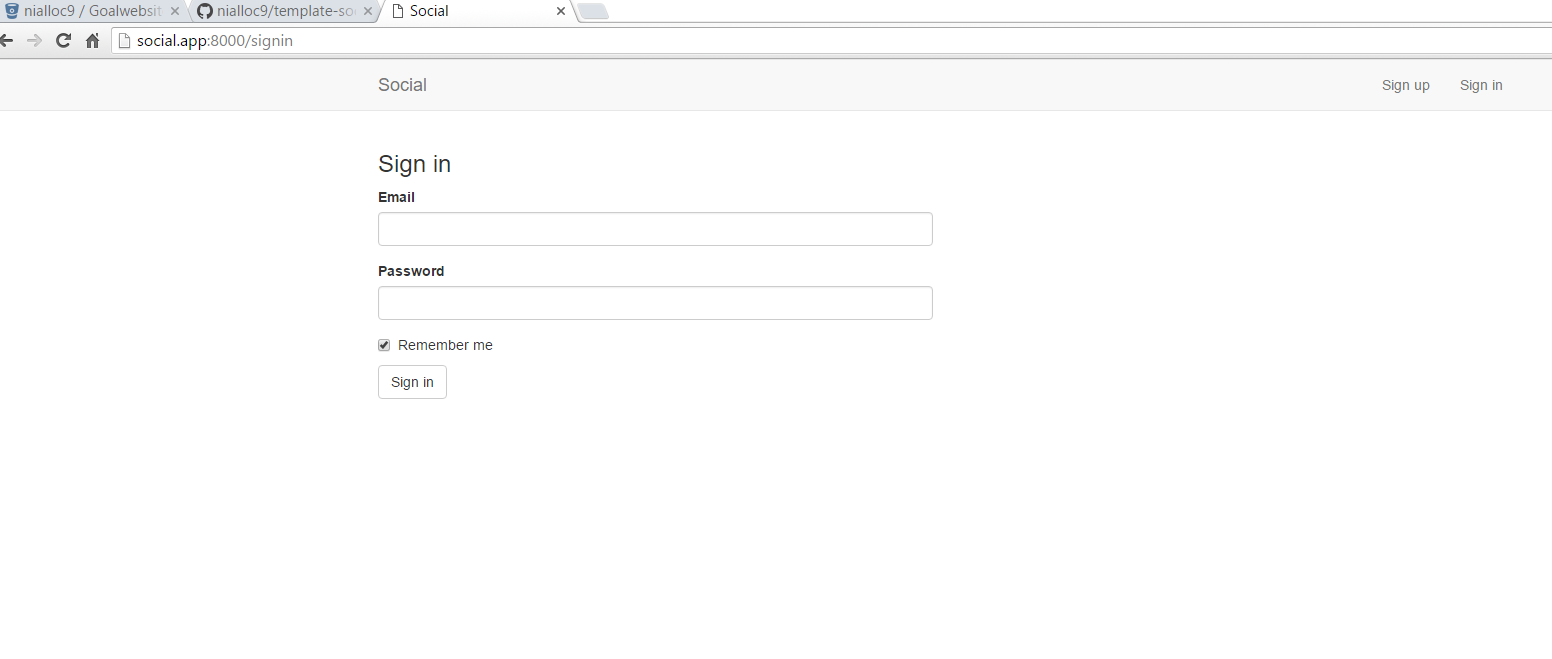 nialloc9 / Goalwebsit
nialloc9/template-so
Social
social.app:8000/signin
Social
Sign up
Sign in
Sign in
Email
Password
Remember me
Sign in